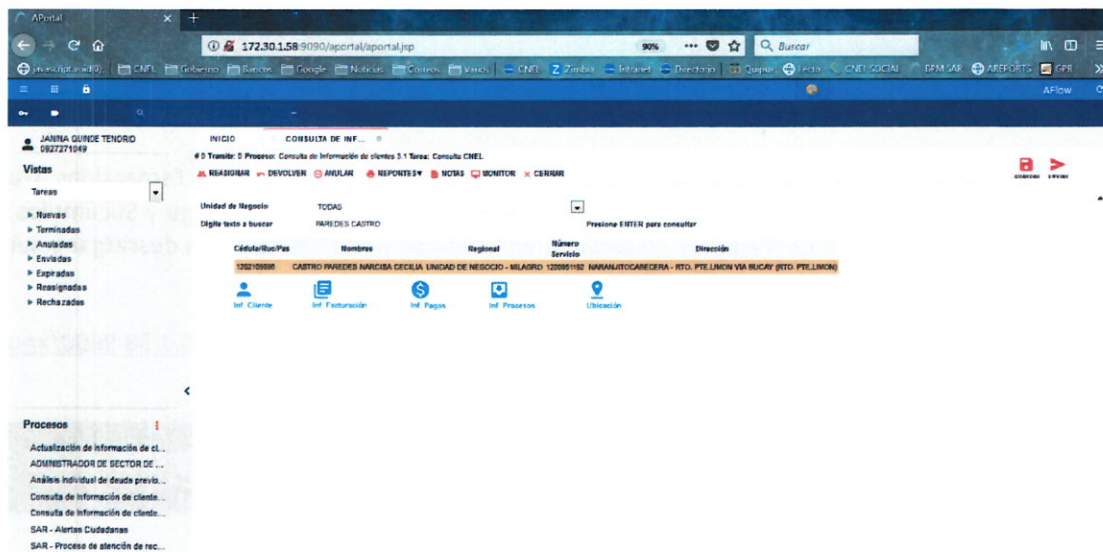 APortal
172.30.1.58:9090/aportal/aportal.jsp 90% Buscar
javascript:void(0); CNEL Gobierno Bancos Google Noticias Correos Varios CNEL Zimbra Intranet Directorio Quipux CNEL SOCIAL BPM SAR AREPORTS GPR
AFlow
JANINA QUINDE TENORIO
0927271049
INICIO CONSULTA DE INF...
# 0 Tramite: 0 Proceso: Consulta de Información de clientes 3.1 Tarea: Consulta CNEL
REASIGNAR DEVOLVER ANULAR REPORTES NOTAS MONITOR CERRAR
GUARDAR ENVIAR
Vistas
Tareas
Nuevas
Terminadas
Anuladas
Enviadas
Expiradas
Reasignadas
Rechazadas
Unidad de Negocio TODAS
Digite texto a buscar PAREDES CASTRO Presione ENTER para consultar
Cédula/Ruc/Pas Nombres Regional Número Servicio Dirección
CASTRO PAREDES NARCISA CECILIA UNIDAD DE NEGOCIO - MILAGRO NARANJITOCABECERA - RTO. PTE.LIMON VIA BUCAY (RTO. PTE.LIMON)
Inf. Cliente Inf. Facturación Inf. Pagos Inf. Procesos Ubicación
Procesos
Actualización de información de cl...
ADMINISTRADOR DE SECTOR DE ...
Análisis individual de deuda previo...
Consulta de Información de cliente...
Consulta de Información de cliente...
SAR - Alertas Ciudadanas
SAR - Proceso de atención de rec...